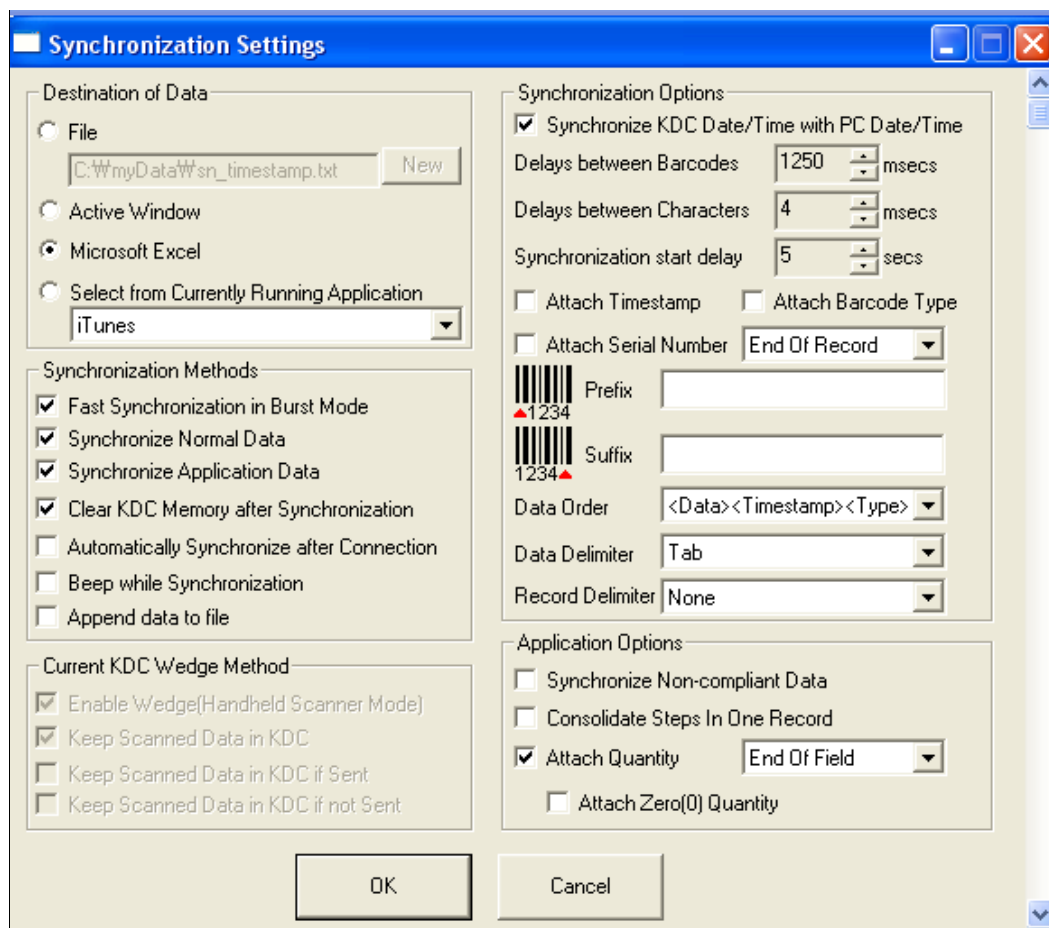 Synchronization Settings
Destination of Data
File
C:₩myData₩sn_timestamp.txt
New
Active Window
Microsoft Excel
Select from Currently Running Application
iTunes
Synchronization Methods
Fast Synchronization in Burst Mode
Synchronize Normal Data
Synchronize Application Data
Clear KDC Memory after Synchronization
Automatically Synchronize after Connection
Beep while Synchronization
Append data to file
Current KDC Wedge Method
Enable Wedge(Handheld Scanner Mode)
Keep Scanned Data in KDC
Keep Scanned Data in KDC if Sent
Keep Scanned Data in KDC if not Sent
Synchronization Options
Synchronize KDC Date/Time with PC Date/Time
Delays between Barcodes 1250 msecs
Delays between Characters 4 msecs
Synchronization start delay 5 secs
Attach Timestamp Attach Barcode Type
Attach Serial Number End Of Record
Prefix
1234
Suffix
1234
Data Order <Data><Timestamp><Type>
Data Delimiter Tab
Record Delimiter None
Application Options
Synchronize Non-compliant Data
Consolidate Steps In One Record
Attach Quantity End Of Field
Attach Zero(0) Quantity
OK
Cancel